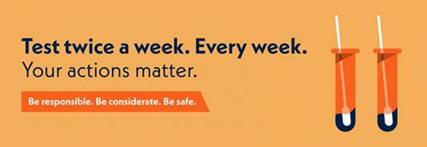 Test twice a week. Every week.
Your actions matter.
Be responsible. Be considerate. Be safe.